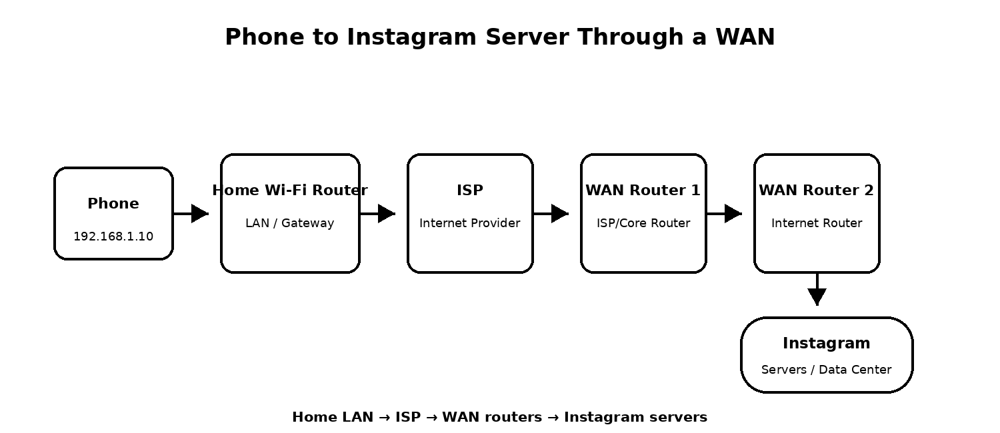 Phone to Instagram Server Through a WAN
Phone
192.168.1.10
Home Wi-Fi Router
LAN / Gateway
ISP
Internet Provider
WAN Router 1
ISP/Core Router
WAN Router 2
Internet Router
Instagram
Servers / Data Center
Home LAN → ISP → WAN routers → Instagram servers